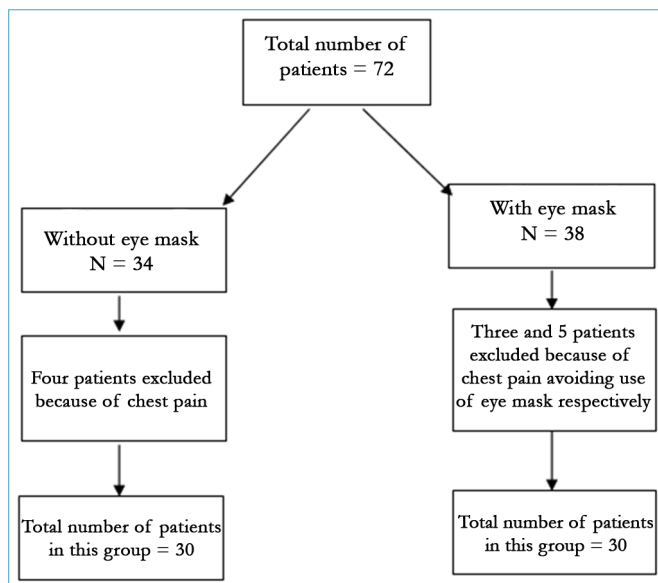 Total number of
patients = 72
Without eye mask
N = 34
With eye mask
N = 38
Four patients excluded
because of chest pain
Three and 5 patients
excluded because of
chest pain avoiding use
of eye mask respectively
Total number of patients
in this group = 30
Total number of patients
in this group = 30